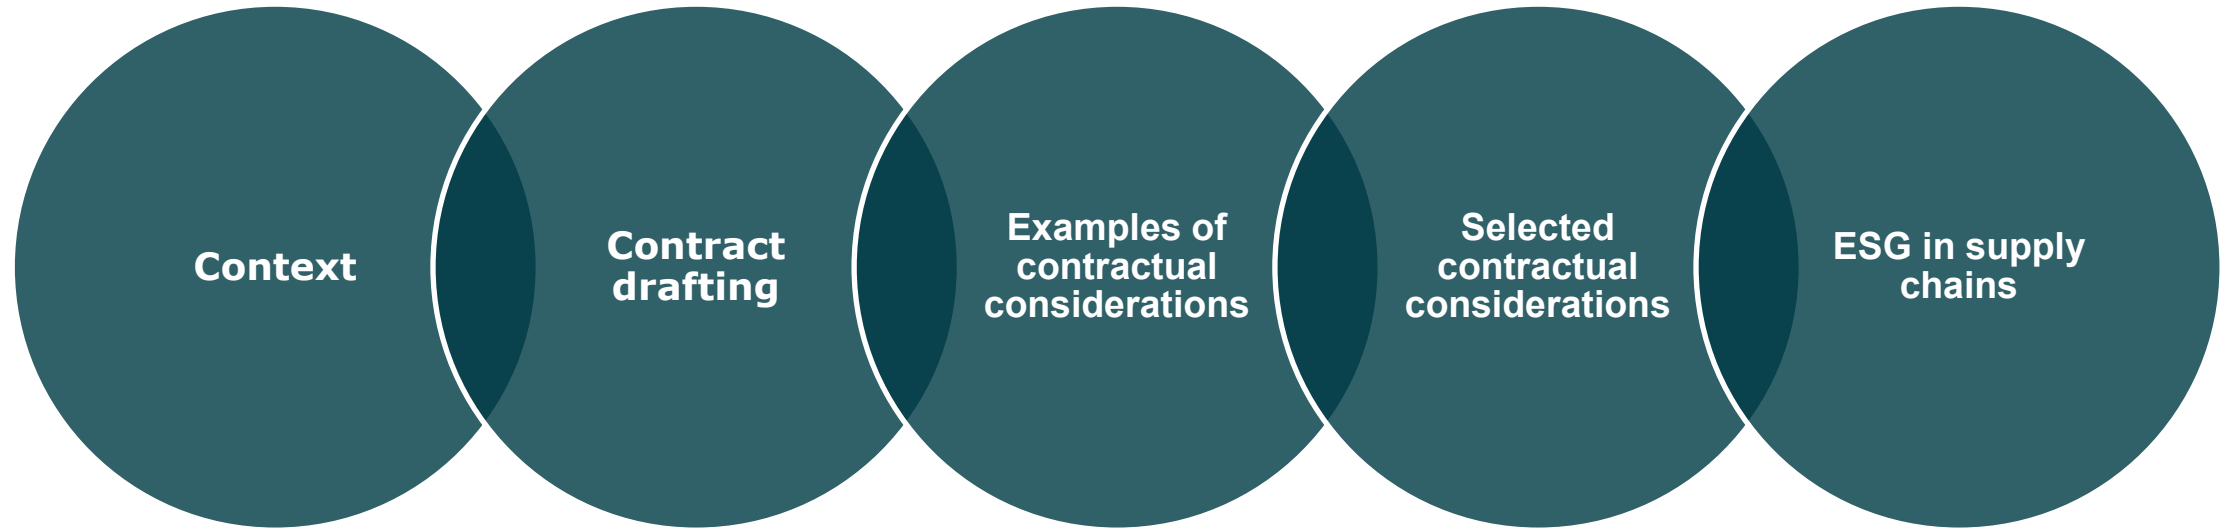 Context
Contract
drafting
Examples of
contractual
considerations
Selected
contractual
considerations
ESG in supply
chains